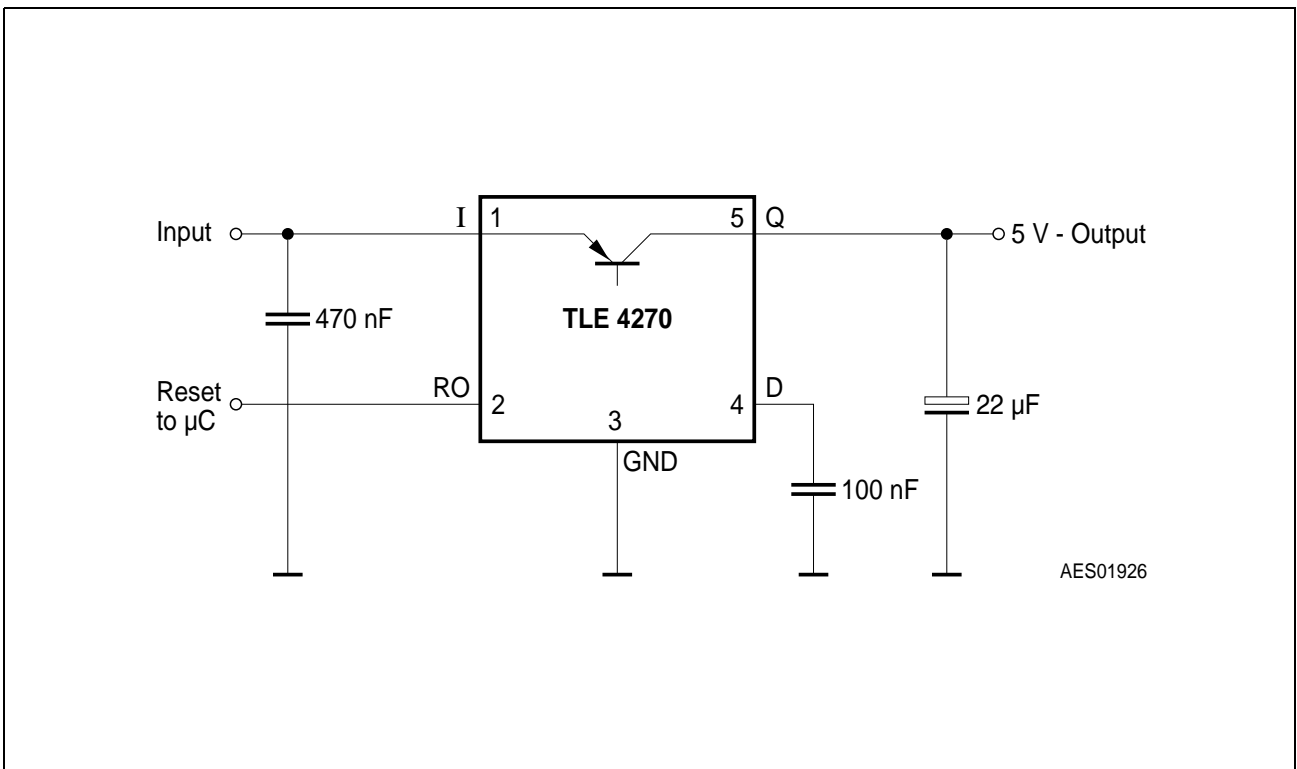 Input
I
1
5
Q
5 V - Output
470 nF
TLE 4270
Reset
to µC
RO
2
3
4
D
22 µF
GND
100 nF
AES01926